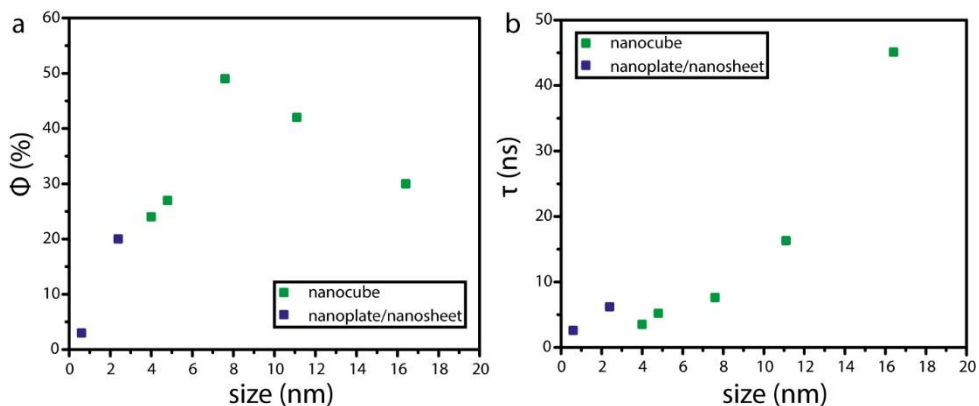 a
60
50
40
30
20
10
0
Φ (%)
nanocube
nanoplate/nanosheet
0 2 4 6 8 10 12 14 16 18 20
size (nm)
b
50
40
30
20
10
0
τ (ns)
nanocube
nanoplate/nanosheet
0 2 4 6 8 10 12 14 16 18 20
size (nm)